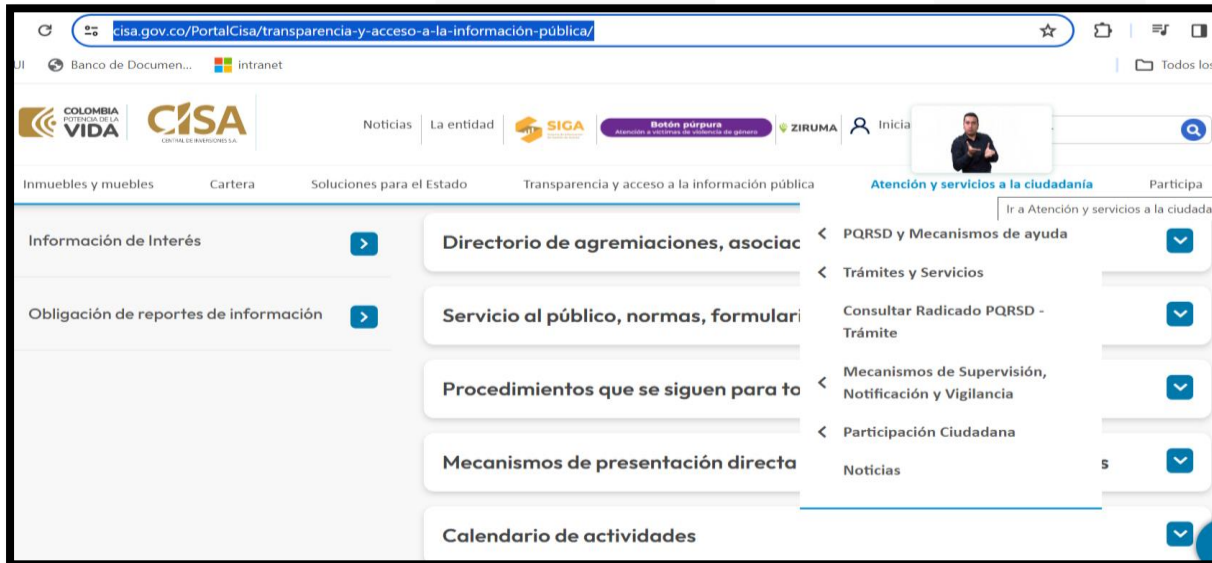 cisa.gov.co/PortalCisa/transparencia-y-acceso-a-la-información-pública/
UI Banco de Documen... intranet Todos los
COLOMBIA
POTENCIA DE LA
VIDA
CISA
CENTRAL DE INVERSIONES S.A.
Noticias La entidad SIGA Botón púrpura ZIRUMA Inicia
Atención a víctimas de violencia de género
Inmuebles y muebles Cartera Soluciones para el Estado Transparencia y acceso a la información pública Atención y servicios a la ciudadanía Participa
Ir a Atención y servicios a la ciudada
Información de Interés
Obligación de reportes de información
Directorio de agremiaciones, asociac
Servicio al público, normas, formulari
Procedimientos que se siguen para to
Mecanismos de presentación directa s
Calendario de actividades
PQRSD y Mecanismos de ayuda
Trámites y Servicios
Consultar Radicado PQRSD -
Trámite
Mecanismos de Supervisión,
Notificación y Vigilancia
Participación Ciudadana
Noticias